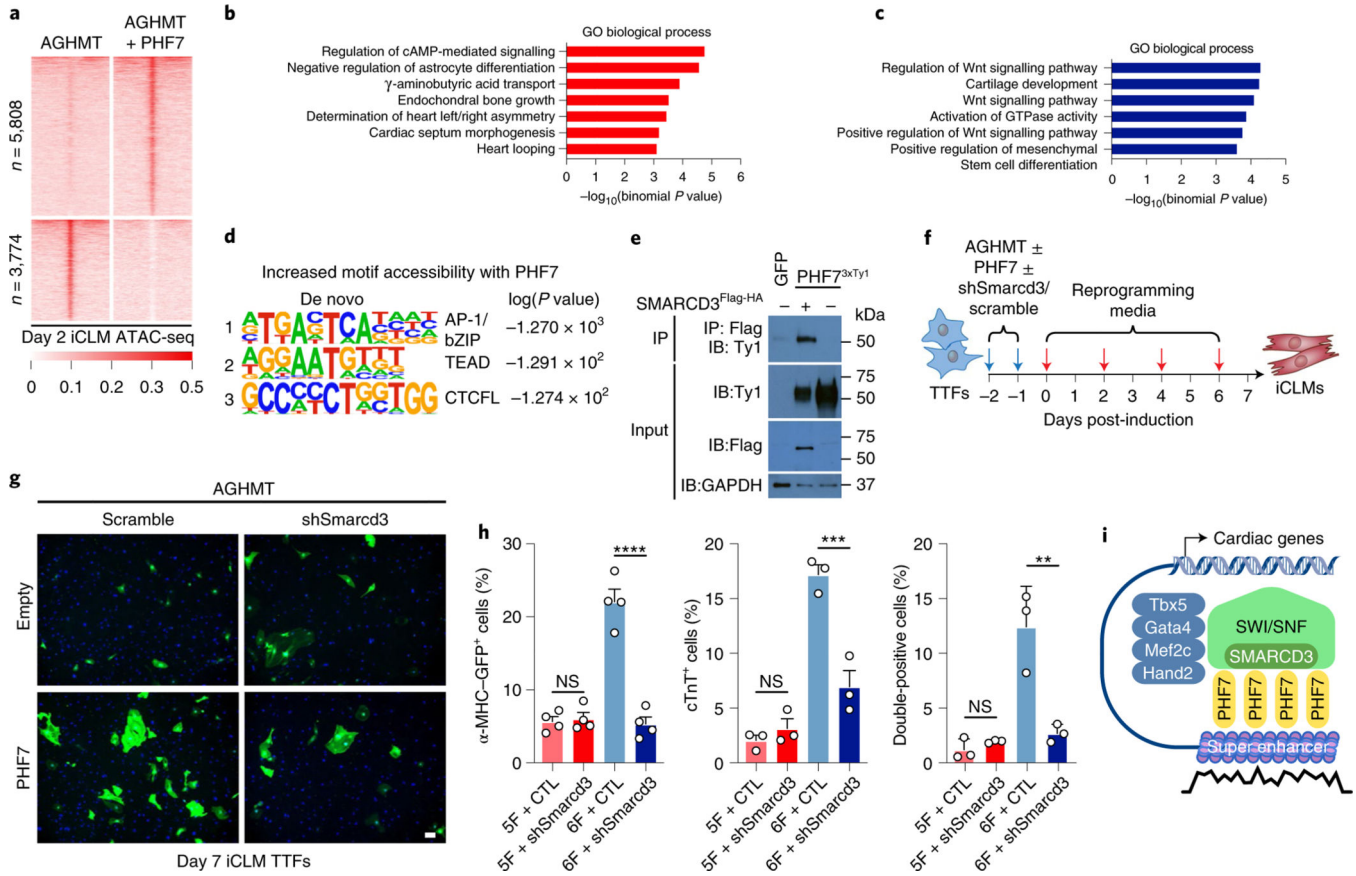 a
AGHMT
AGHMT
+ PHF7
n = 5,808
n = 3,774
Day 2 iCLM ATAC-seq
0 0.1 0.3 0.5
b
GO biological process
Regulation of cAMP-mediated signalling
Negative regulation of astrocyte differentiation
γ-aminobutyric acid transport
Endochondral bone growth
Determination of heart left/right asymmetry
Cardiac septum morphogenesis
Heart looping
0 1 2 3 4 5 6
–log10(binomial P value)
c
GO biological process
Regulation of Wnt signalling pathway
Cartilage development
Wnt signalling pathway
Activation of GTPase activity
Positive regulation of Wnt signalling pathway
Positive regulation of mesenchymal
Stem cell differentiation
0 1 2 3 4 5
–log10(binomial P value)
d
Increased motif accessibility with PHF7
De novo
log(P value)
1
AP-1/
bZIP
–1.270 × 10³
2
TEAD
–1.291 × 10²
3
CTCFL
–1.274 × 10²
e
GFP
PHF73xTy1
SMARCD3Flag-HA
– + –
kDa
IP
IP: Flag
IB: Ty1
50
Input
IB:Ty1
75
50
IB:Flag
75
50
IB:GAPDH
37
f
AGHMT ±
PHF7 ±
shSmarcd3/
scramble
Reprogramming
media
TTFs
iCLMs
–2 –1 0 1 2 3 4 5 6 7
Days post-induction
g
AGHMT
Scramble
shSmarcd3
Empty
PHF7
Day 7 iCLM TTFs
h
α-MHC–GFP+ cells (%)
30
20
10
0
NS
****
5F + CTL
5F + shSmarcd3
6F + CTL
6F + shSmarcd3
cTnT+ cells (%)
20
15
10
5
0
NS
***
5F + CTL
5F + shSmarcd3
6F + CTL
6F + shSmarcd3
Double-positive cells (%)
20
15
10
5
0
NS
**
5F + CTL
5F + shSmarcd3
6F + CTL
6F + shSmarcd3
i
Cardiac genes
Tbx5
Gata4
Mef2c
Hand2
SWI/SNF
SMARCD3
PHF7 PHF7 PHF7 PHF7
Super enhancer